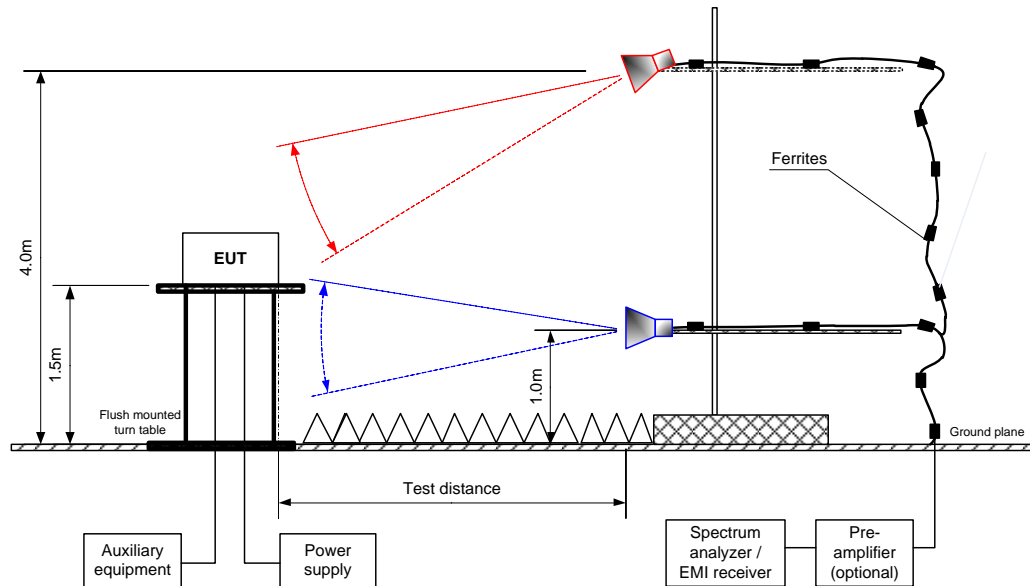 Ferrites
EUT
4.0m
1.5m
1.0m
Flush mounted
turn table
Ground plane
Test distance
Auxiliary
equipment
Power
supply
Spectrum
analyzer /
EMI receiver
Pre-
amplifier
(optional)